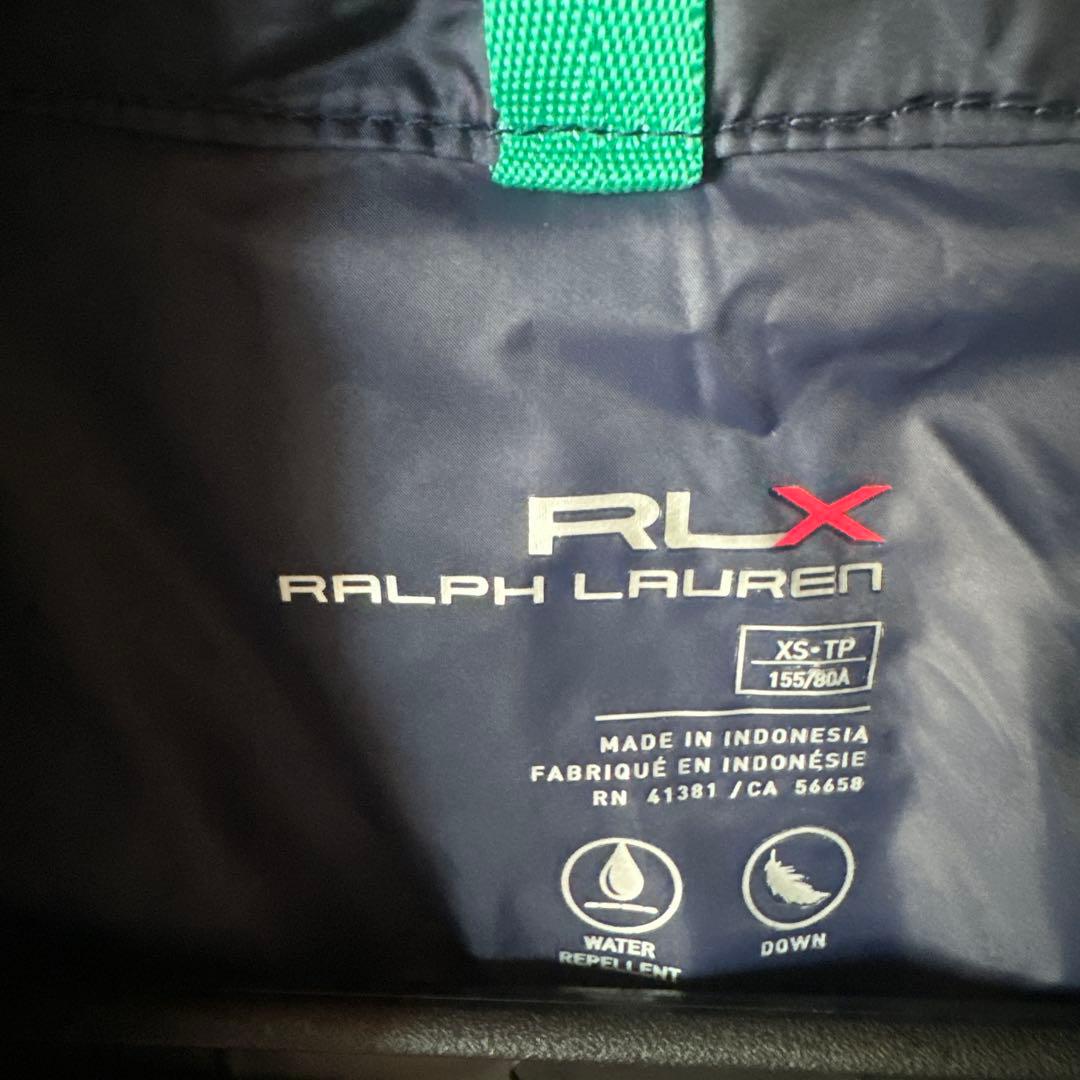 RLX
RALPH LAUREN
XS•TP
155/80A
MADE IN INDONESIA
FABRIQUÉ EN INDONÉSIE
RN 41381 /CA 56658
WATER
REPELLENT
DOWN